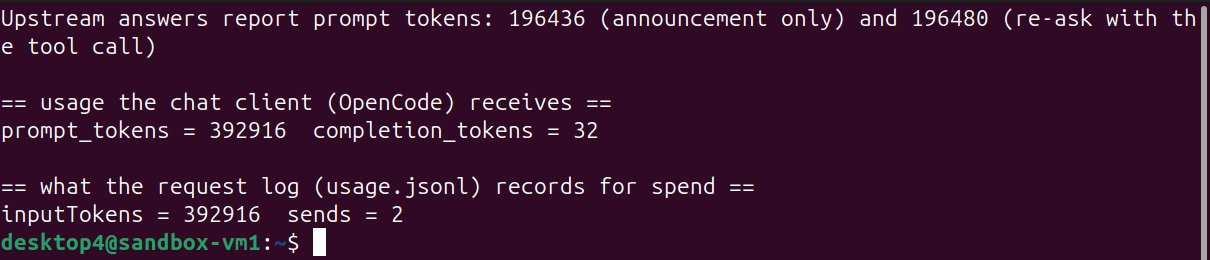 Upstream answers report prompt tokens: 196436 (announcement only) and 196480 (re-ask with th
e tool call)

== usage the chat client (OpenCode) receives ==
prompt_tokens = 392916  completion_tokens = 32

== what the request log (usage.jsonl) records for spend ==
inputTokens = 392916  sends = 2
desktop4@sandbox-vm1:~$